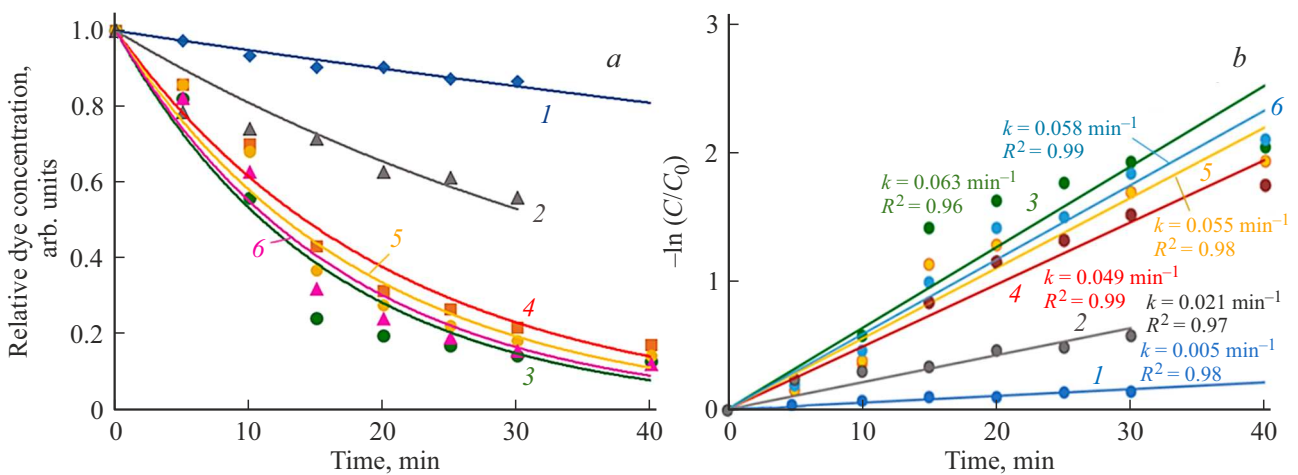 Relative dye concentration,
arb. units
1.0
0.8
0.6
0.4
0.2
0
a
1
2
5
6
4
3
0
10
20
30
40
Time, min
–ln (C/C0)
3
2
1
0
b
6
k = 0.058 min–1
R2 = 0.99
5
k = 0.063 min–1
R2 = 0.96
3
k = 0.055 min–1
R2 = 0.98
4
k = 0.049 min–1
R2 = 0.99
k = 0.021 min–1
R2 = 0.97
2
k = 0.005 min–1
R2 = 0.98
1
0
10
20
30
40
Time, min